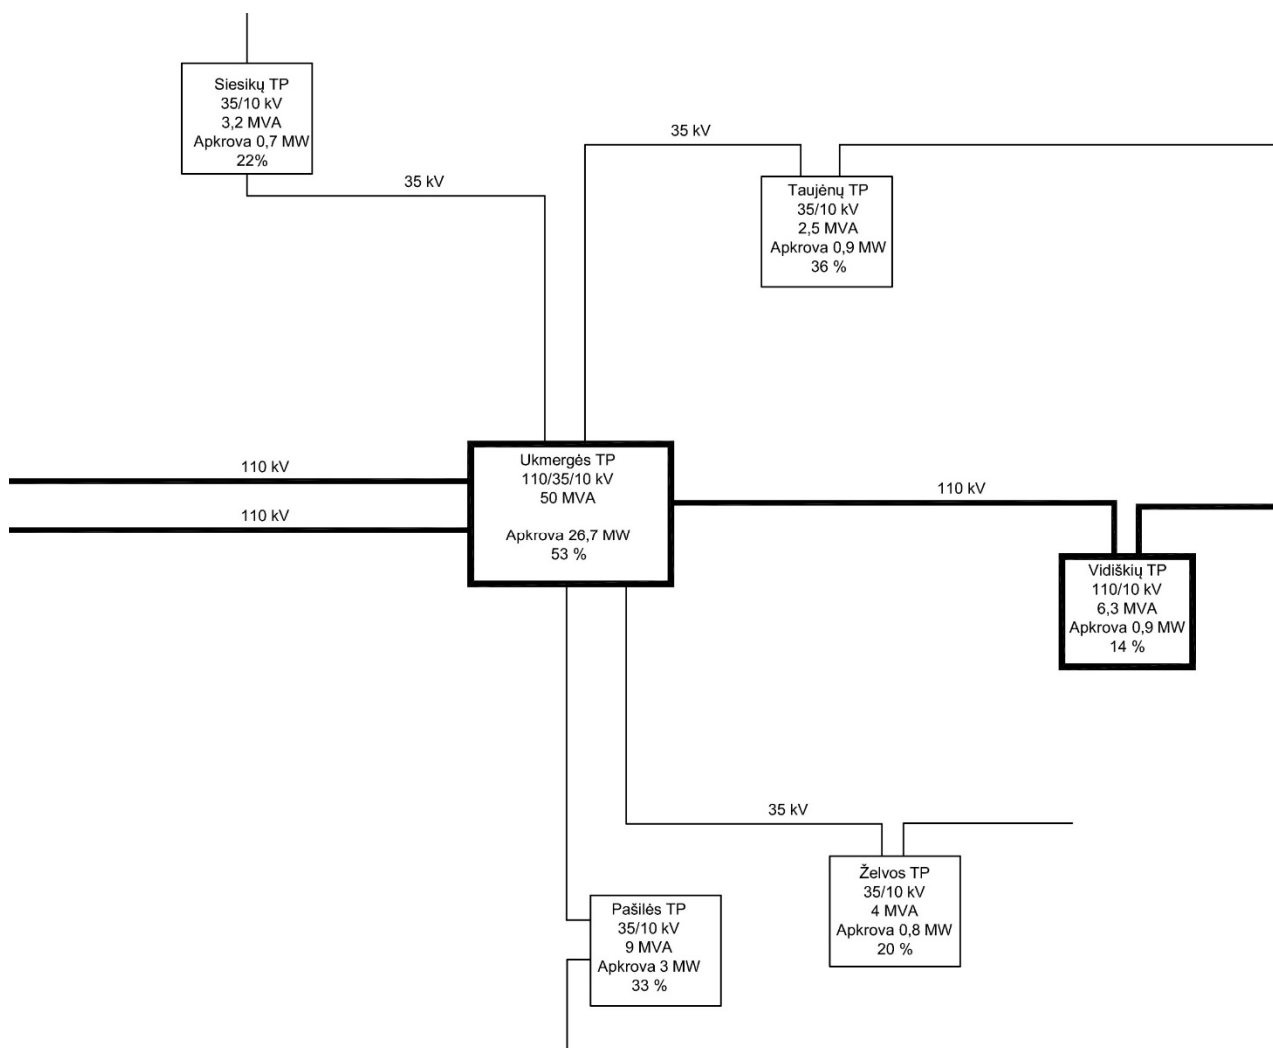 Siesikų TP
35/10 kV
3,2 MVA
Apkrova 0,7 MW
22%
35 kV
35 kV
Taujėnų TP
35/10 kV
2,5 MVA
Apkrova 0,9 MW
36 %
110 kV
110 kV
Ukmergės TP
110/35/10 kV
50 MVA
Apkrova 26,7 MW
53 %
110 kV
Vidiškių TP
110/10 kV
6,3 MVA
Apkrova 0,9 MW
14 %
35 kV
Želvos TP
35/10 kV
4 MVA
Apkrova 0,8 MW
20 %
Pašilės TP
35/10 kV
9 MVA
Apkrova 3 MW
33 %